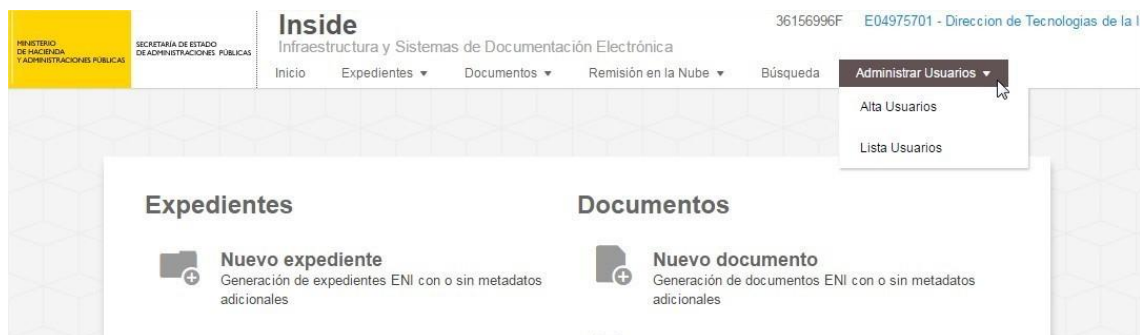 MINISTERIO
DE HACIENDA
Y ADMINISTRACIONES PÚBLICAS
SECRETARÍA DE ESTADO
DE ADMINISTRACIONES PÚBLICAS
Inside
Infraestructura y Sistemas de Documentación Electrónica
36156996F E04975701 - Direccion de Tecnologias de la I
Inicio Expedientes Documentos Remisión en la Nube Búsqueda Administrar Usuarios
Alta Usuarios
Lista Usuarios
Expedientes
Nuevo expediente
Generación de expedientes ENI con o sin metadatos
adicionales
Documentos
Nuevo documento
Generación de documentos ENI con o sin metadatos
adicionales